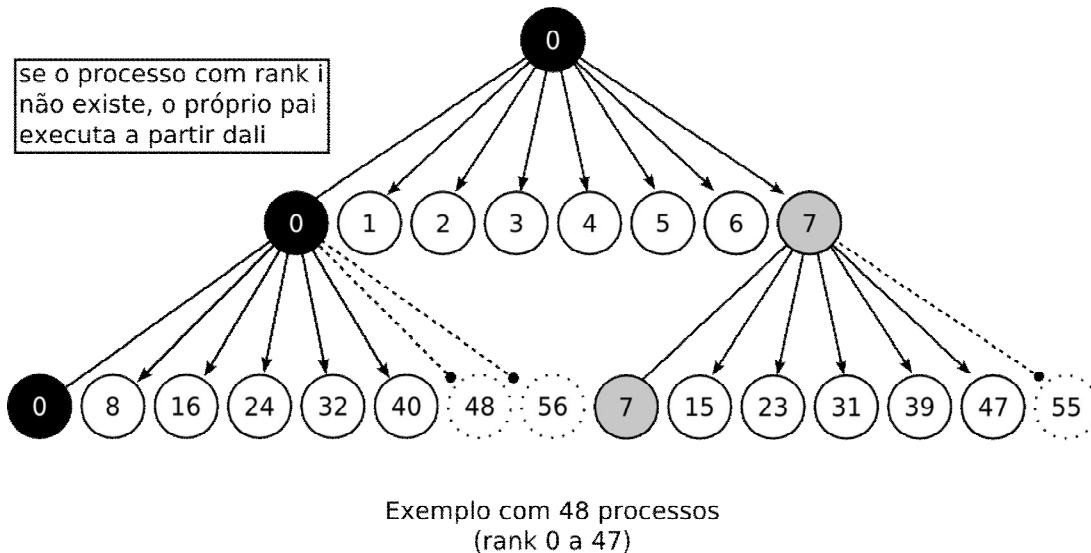 0
se o processo com rank i
não existe, o próprio pai
executa a partir dali
0 1 2 3 4 5 6 7
0 8 16 24 32 40 48 56 7 15 23 31 39 47 55
Exemplo com 48 processos
(rank 0 a 47)